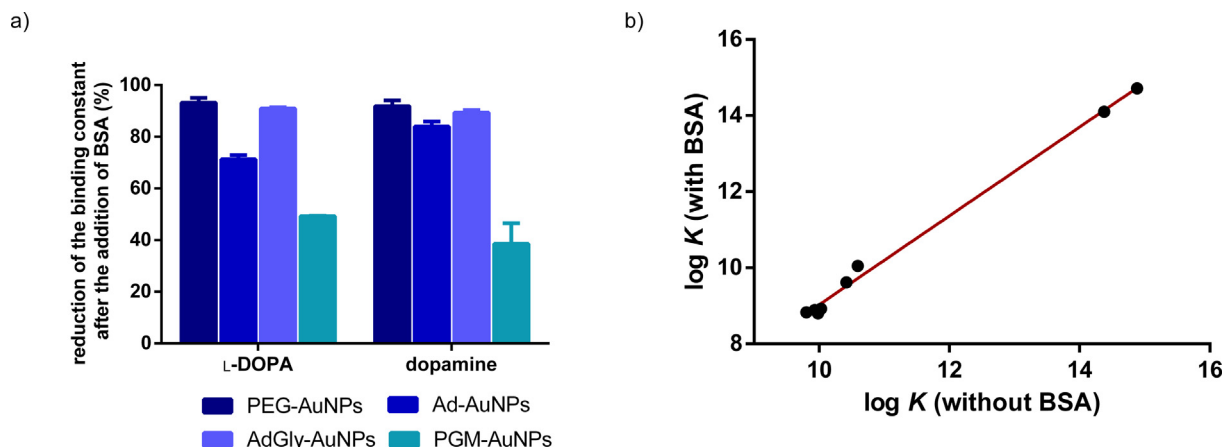 a)
reduction of the binding constant
after the addition of BSA (%)
100
80
60
40
20
0
L-DOPA dopamine
PEG-AuNPs Ad-AuNPs
AdGly-AuNPs PGM-AuNPs
b)
log K (with BSA)
16
14
12
10
8
10 12 14 16
log K (without BSA)